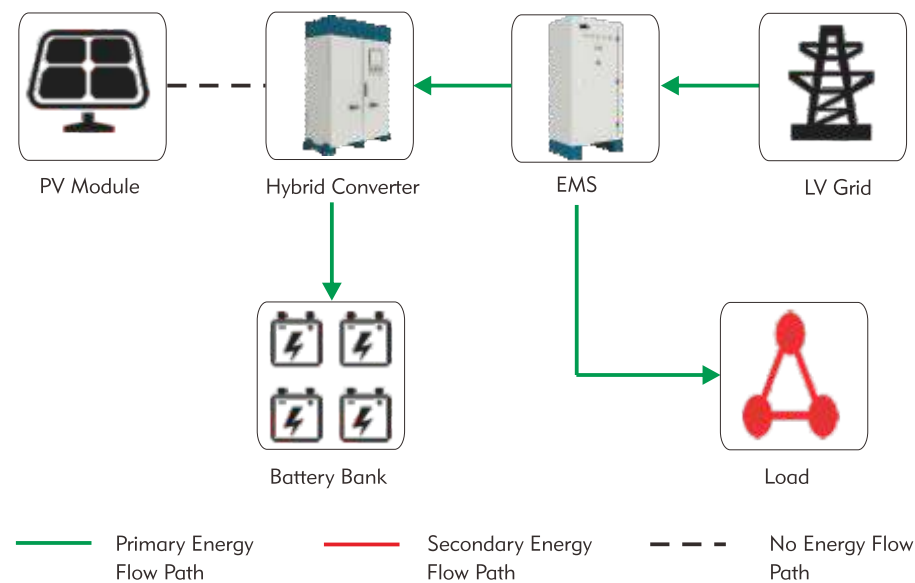 PV Module
Hybrid Converter
EMS
LV Grid
Battery Bank
Load
Primary Energy
Flow Path
Secondary Energy
Flow Path
No Energy Flow
Path